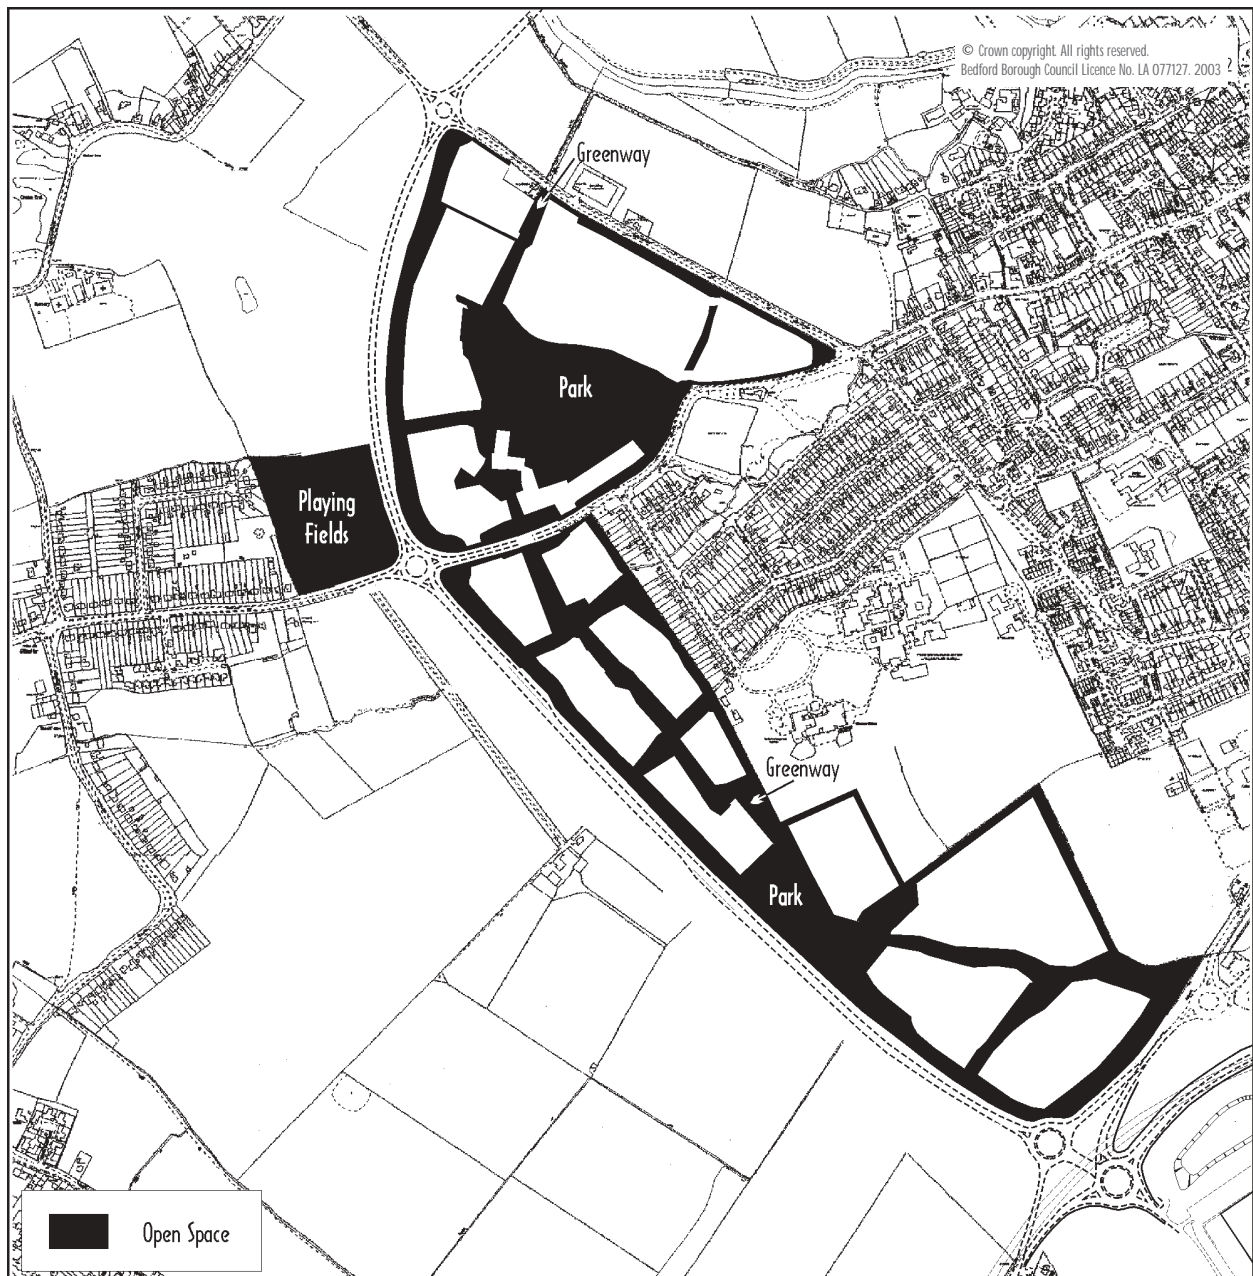 © Crown copyright. All rights reserved.
Bedford Borough Council Licence No. LA 077127. 2003
Greenway
Park
Playing
Fields
Greenway
Park
Open Space